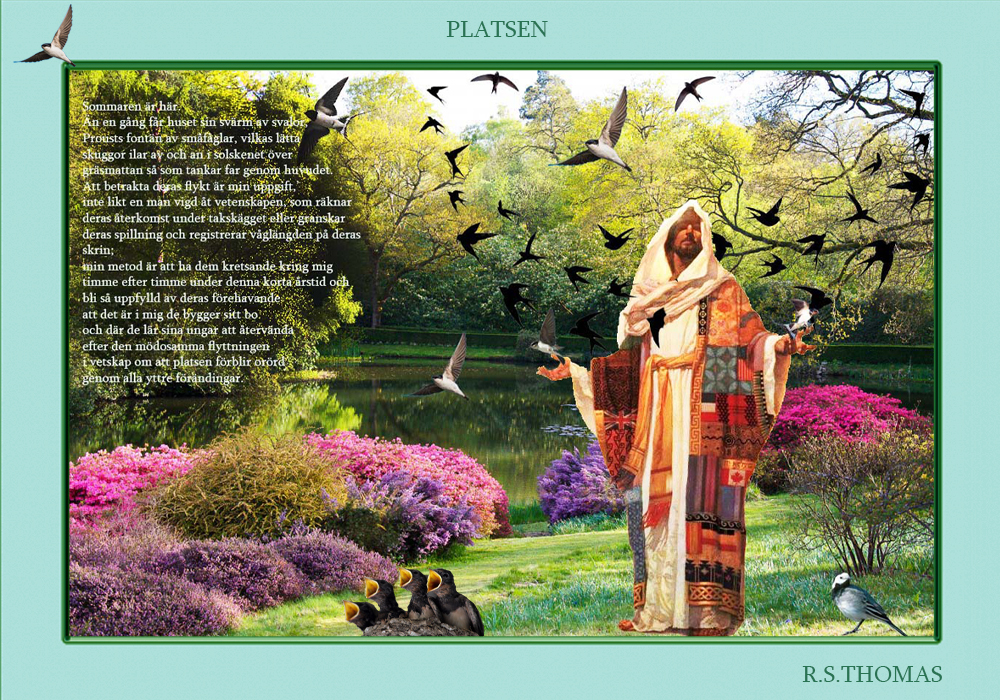 PLATSEN
Sommaren är här.
Än en gång får huset sin svärm av svalor,
Prousts fontän av småfåglar, vilkas lätta
skuggor ilar av och an i solskenet över
gräsmattan så som tankar far genom huvudet.
Att betrakta deras flykt är min uppgift,
inte likt en man vigd åt vetenskapen, som räknar
deras återkomst under takskägget eller granskar
deras spillning och registrerar våglängden på deras
skrin;
min metod är att ha dem kretsande kring mig
timme efter timme under denna korta årstid och
bli så uppfylld av deras förehavande
att det är i mig de bygger sitt bo
och där de lär sina ungar att återvända
efter den mödosamma flyttningen
i vetskap om att platsen förblir orörd
genom alla yttre förändingar.
R.S.THOMAS